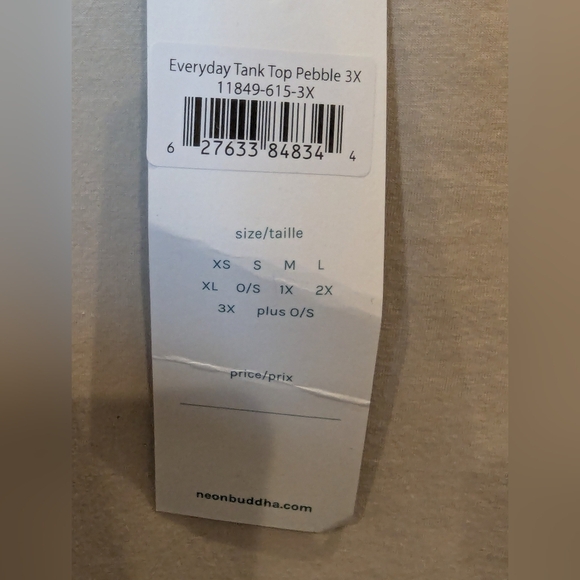 Everyday Tank Top Pebble 3X
11849-615-3X
6 27633 84834 4
size/taille
XS S M L
XL O/S 1X 2X
3X plus O/S
price/prix
neonbuddha.com